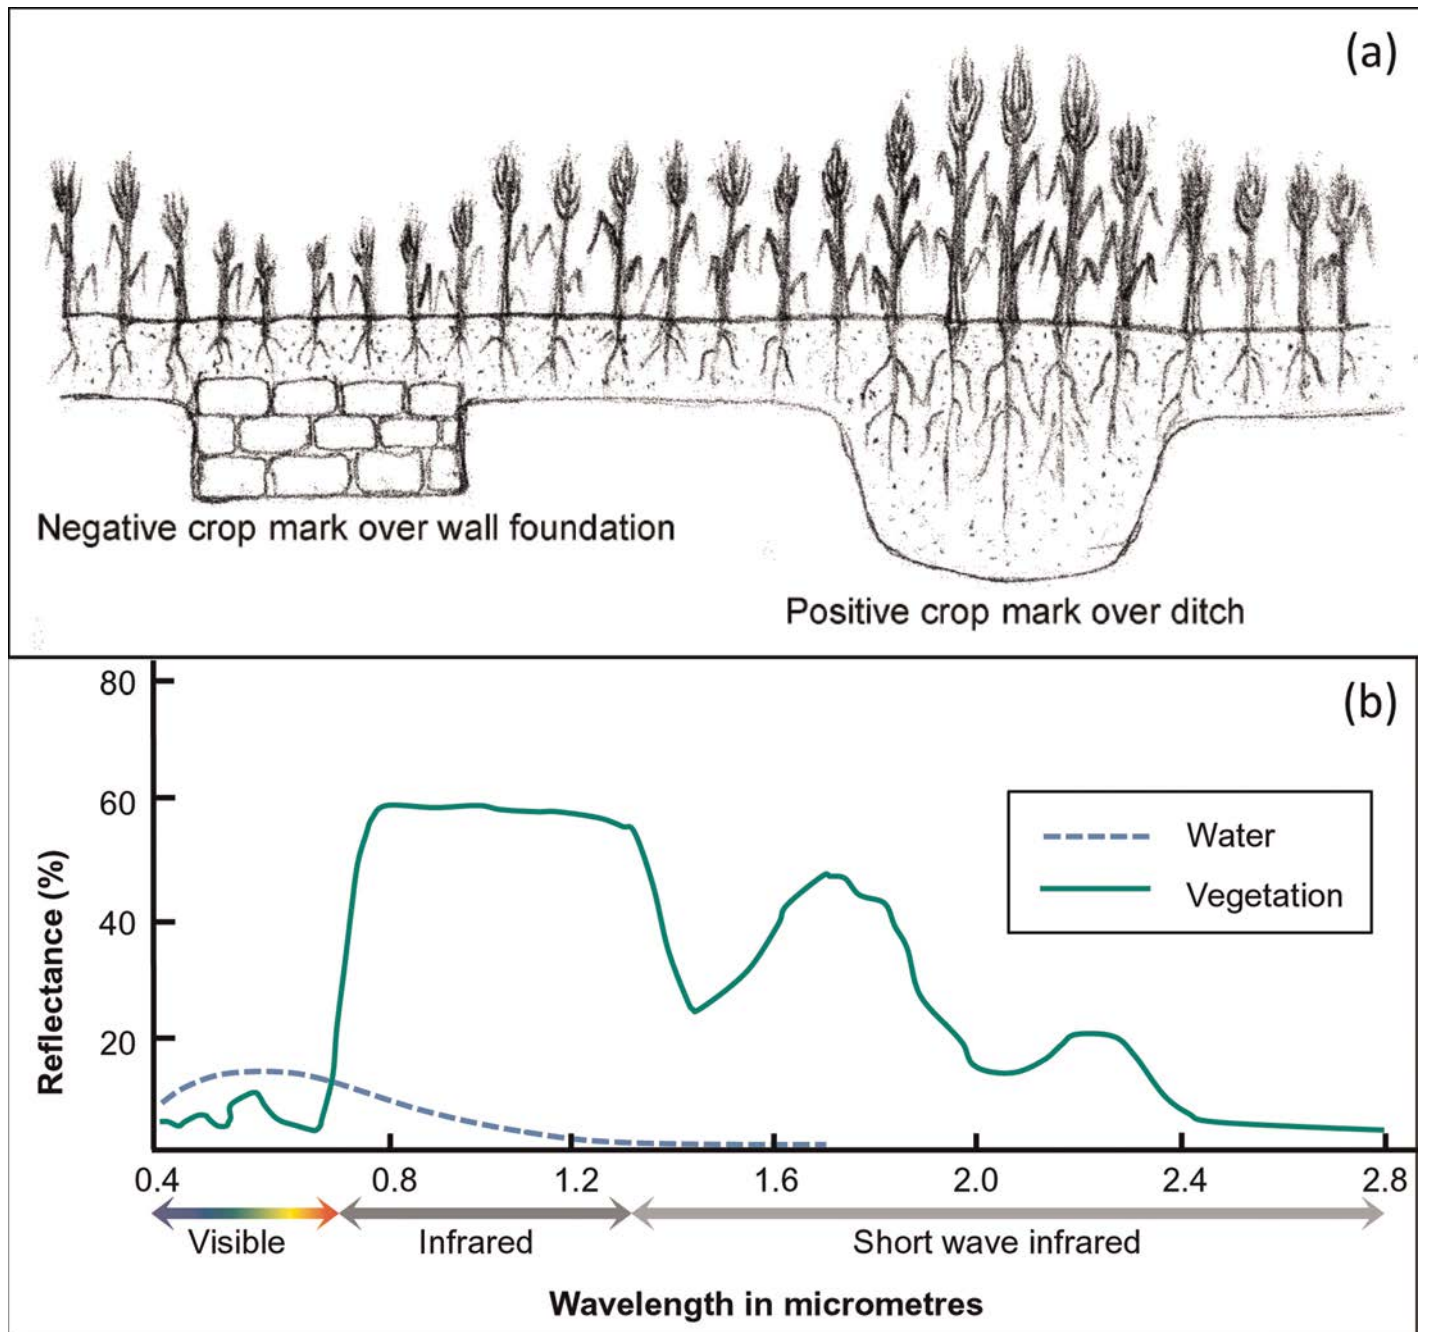 (a)
Negative crop mark over wall foundation
Positive crop mark over ditch
(b)
80
60
40
20
Reflectance (%)
Water
Vegetation
0.4 0.8 1.2 1.6 2.0 2.4 2.8
Visible Infrared Short wave infrared
Wavelength in micrometres